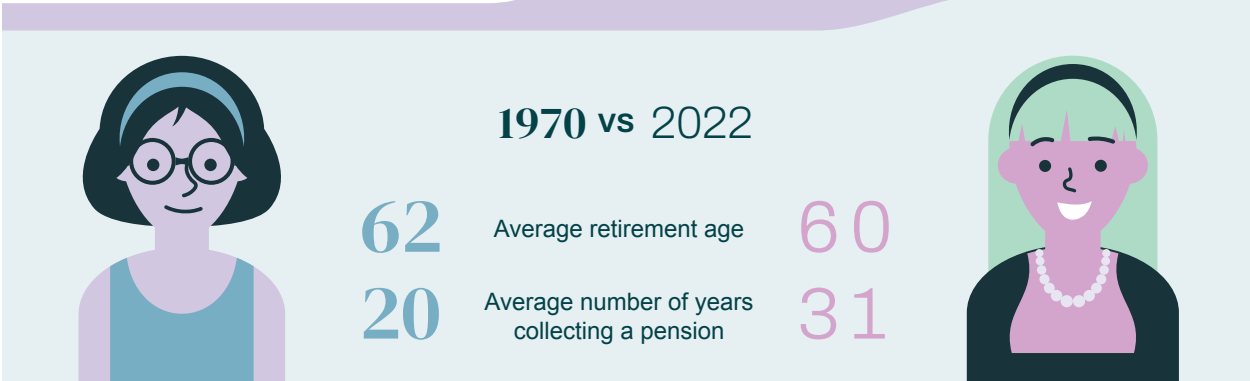 1970 vs 2022
62 Average retirement age 60
20 Average number of years
collecting a pension 31